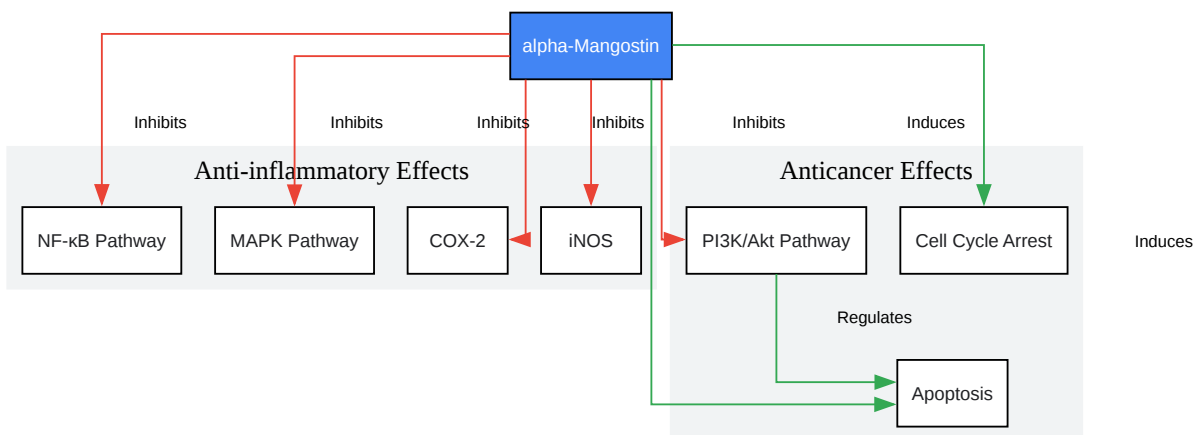 alpha-Mangostin
Inhibits
Inhibits
Inhibits
Inhibits
Inhibits
Induces
Anti-inflammatory Effects
Anticancer Effects
NF-κB Pathway
MAPK Pathway
COX-2
iNOS
PI3K/Akt Pathway
Cell Cycle Arrest
Induces
Regulates
Apoptosis